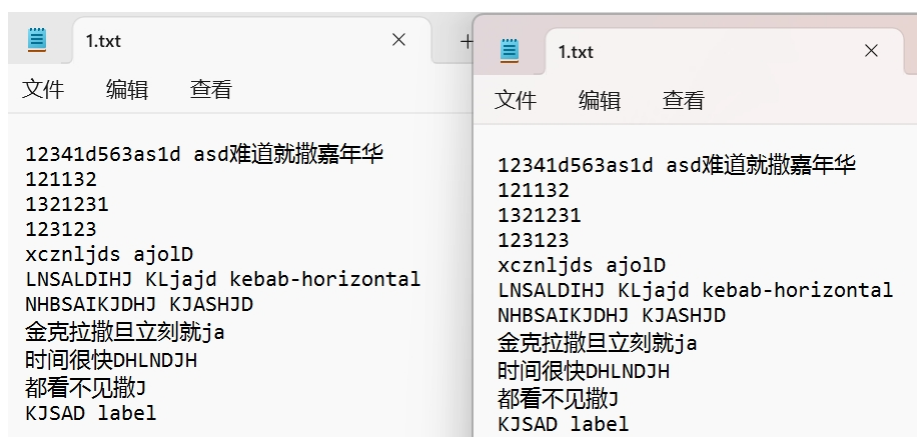 1.txt
文件 编辑 查看
12341d563as1d asd难道就撒嘉年华
121132
1321231
123123
xcznljds ajolD
LNSALDIHJ KLjajd kebab-horizontal
NHBSAIKJDHJ KJASHJD
金克拉撒旦立刻就ja
时间很快DHLNDJH
都看不见撒J
KJSAD label
1.txt
文件 编辑 查看
12341d563as1d asd难道就撒嘉年华
121132
1321231
123123
xcznljds ajolD
LNSALDIHJ KLjajd kebab-horizontal
NHBSAIKJDHJ KJASHJD
金克拉撒旦立刻就ja
时间很快DHLNDJH
都看不见撒J
KJSAD label